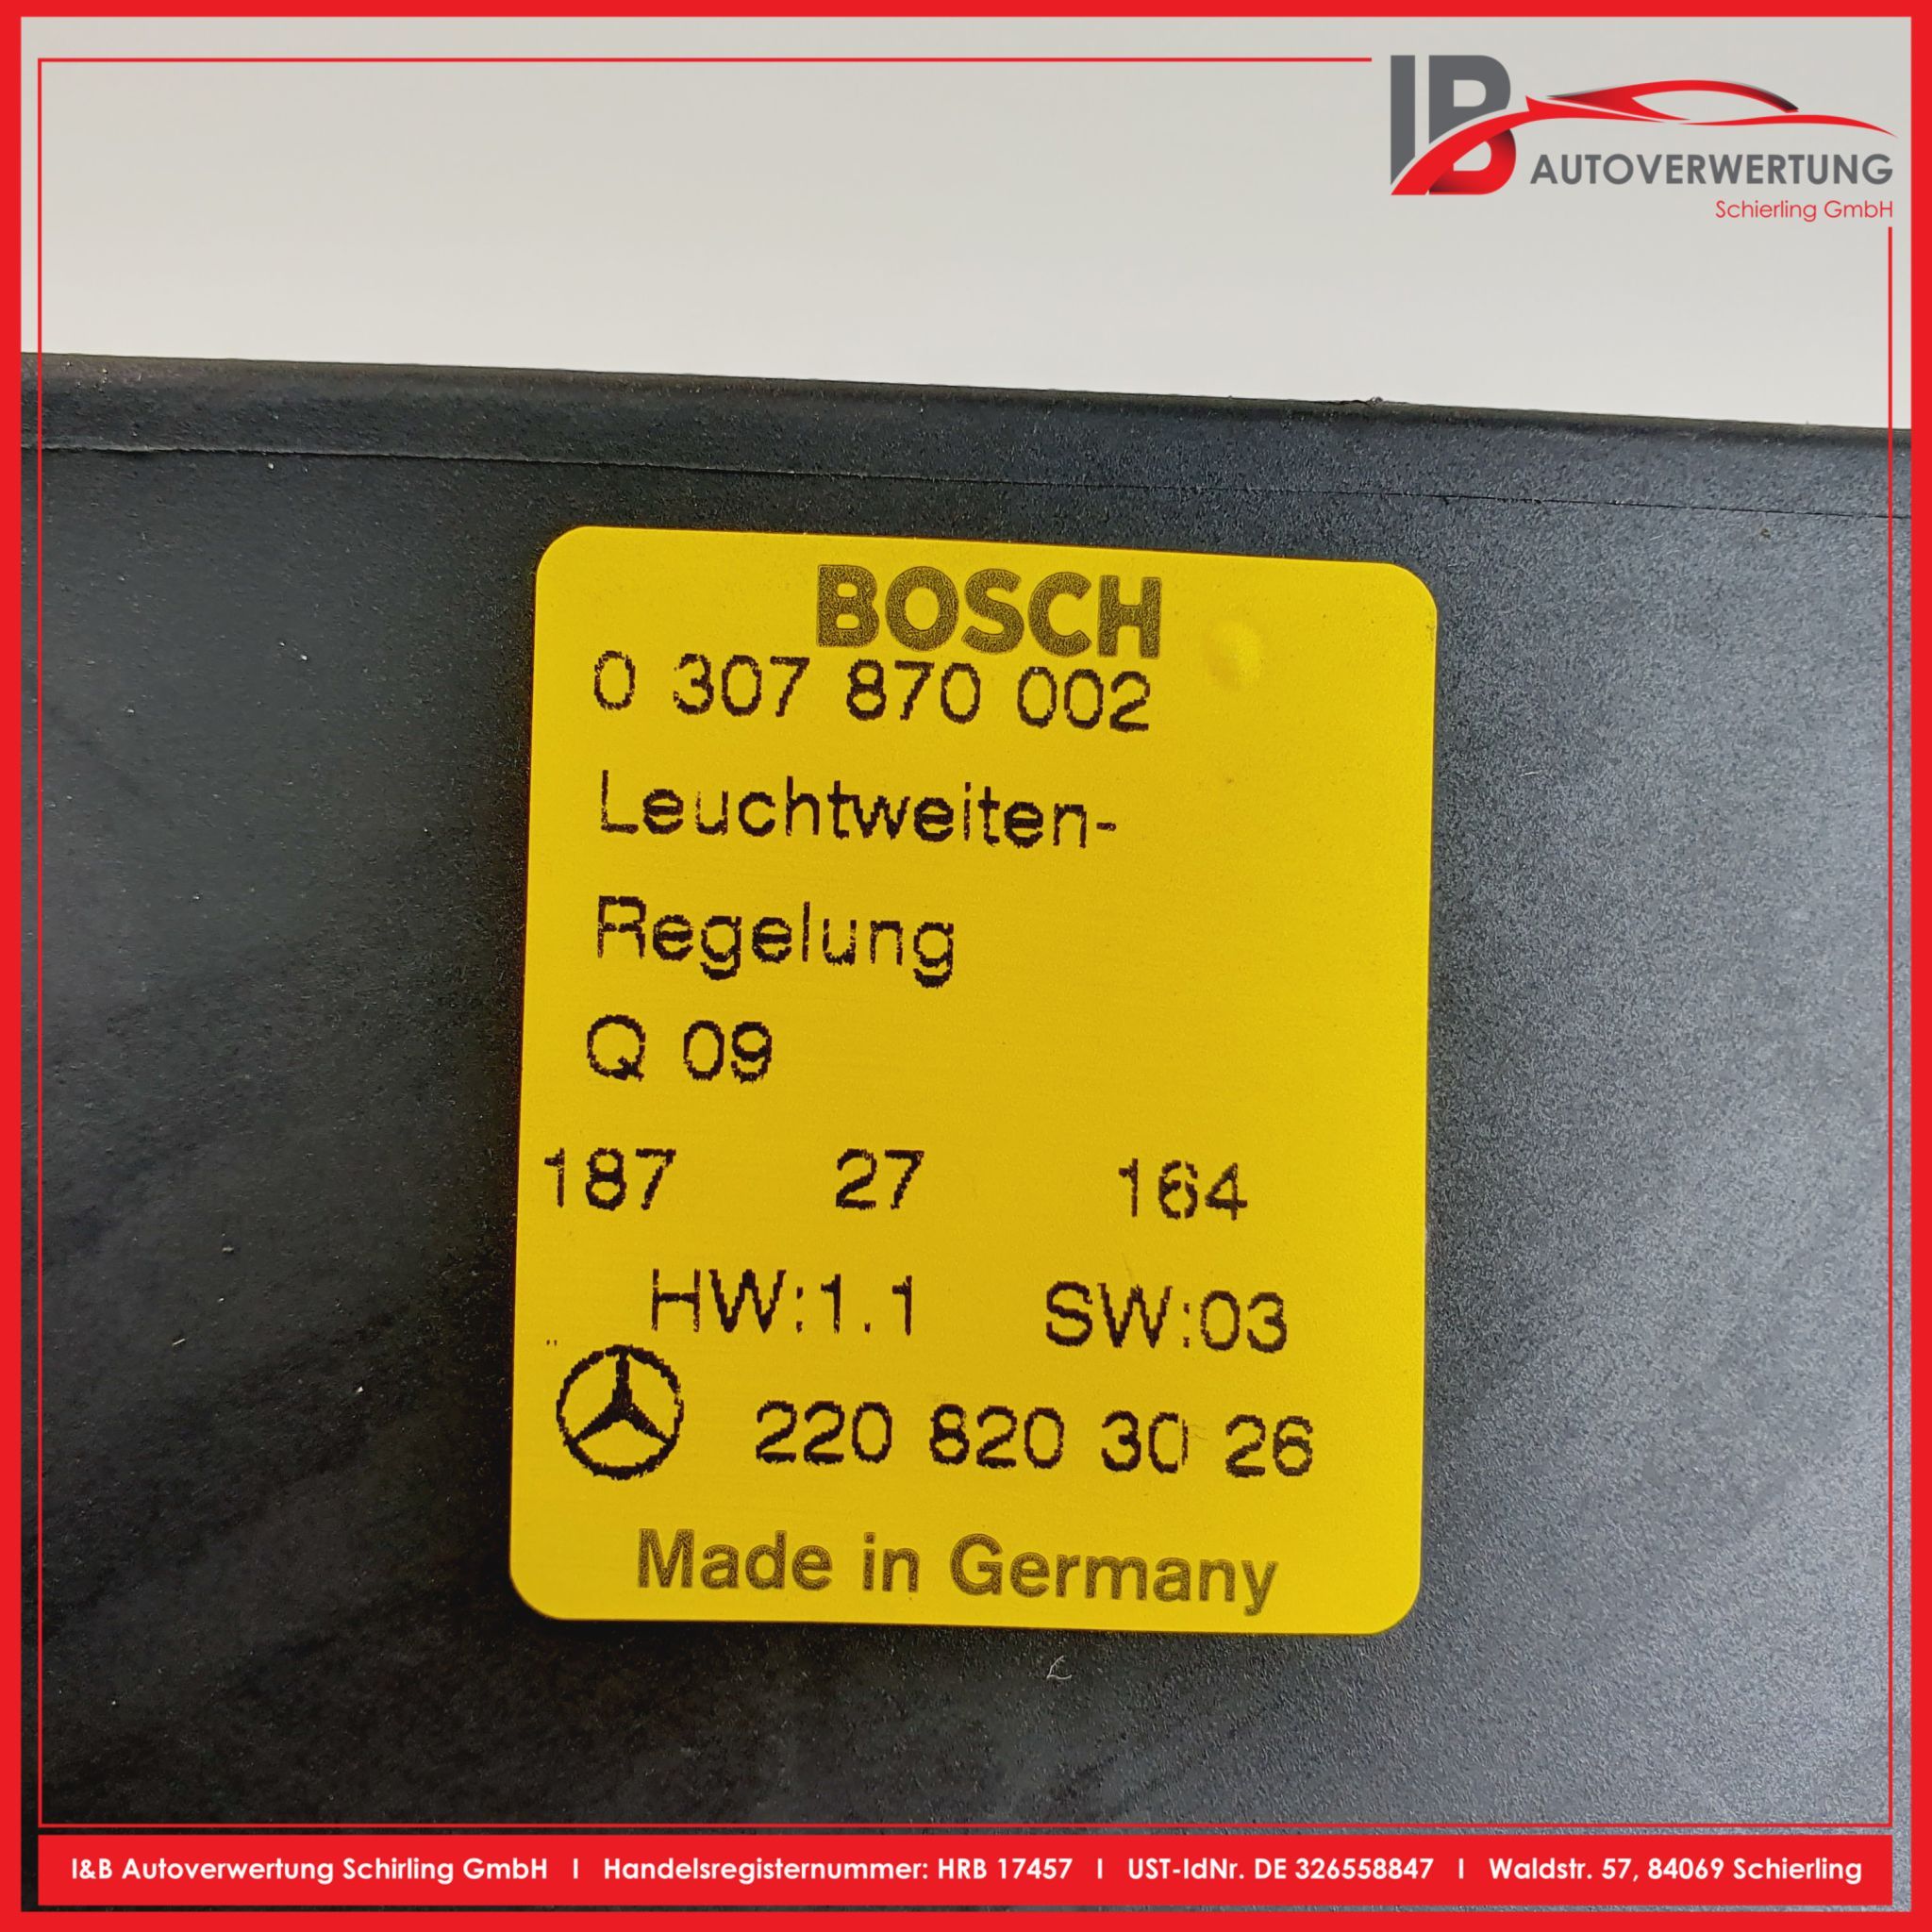 IB
AUTOVERWERTUNG
Schierling GmbH
BOSCH
0 307 870 002
Leuchtweiten-
Regelung
Q 09
187 27 164
HW:1.1 SW:03
220 820 30 26
Made in Germany
I&B Autoverwertung Schirling GmbH I Handelsregisternummer: HRB 17457 I UST-IdNr. DE 326558847 I Waldstr. 57, 84069 Schierling